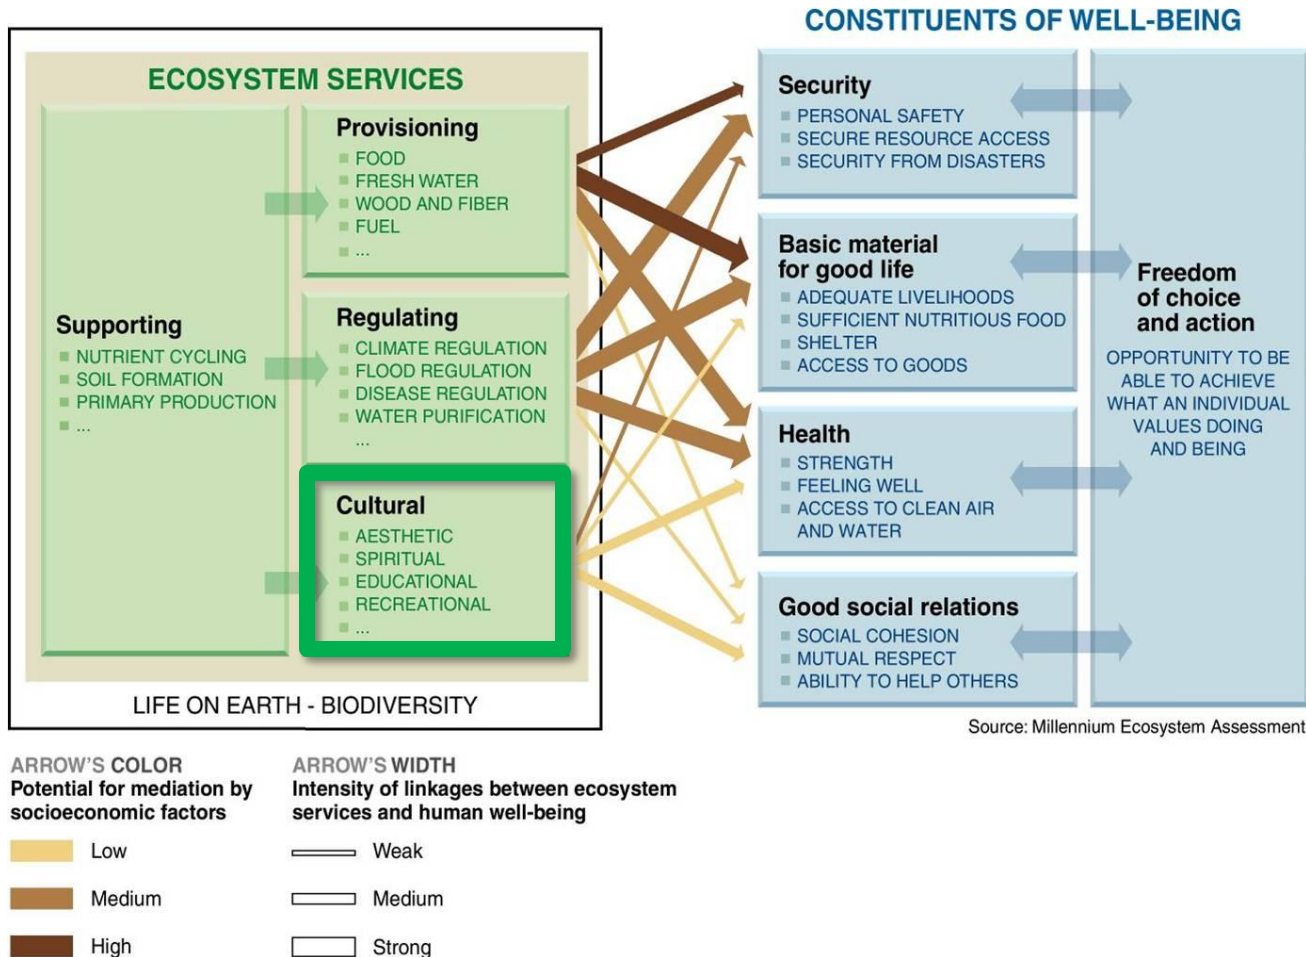 CONSTITUENTS OF WELL-BEING
ECOSYSTEM SERVICES
Supporting
NUTRIENT CYCLING
SOIL FORMATION
PRIMARY PRODUCTION
...
Provisioning
FOOD
FRESH WATER
WOOD AND FIBER
FUEL
...
Regulating
CLIMATE REGULATION
FLOOD REGULATION
DISEASE REGULATION
WATER PURIFICATION
...
Cultural
AESTHETIC
SPIRITUAL
EDUCATIONAL
RECREATIONAL
...
LIFE ON EARTH - BIODIVERSITY
Security
PERSONAL SAFETY
SECURE RESOURCE ACCESS
SECURITY FROM DISASTERS
Basic material
for good life
ADEQUATE LIVELIHOODS
SUFFICIENT NUTRITIOUS FOOD
SHELTER
ACCESS TO GOODS
Health
STRENGTH
FEELING WELL
ACCESS TO CLEAN AIR
AND WATER
Good social relations
SOCIAL COHESION
MUTUAL RESPECT
ABILITY TO HELP OTHERS
Freedom
of choice
and action
OPPORTUNITY TO BE
ABLE TO ACHIEVE
WHAT AN INDIVIDUAL
VALUES DOING
AND BEING
Source: Millennium Ecosystem Assessment
ARROW'S COLOR
Potential for mediation by
socioeconomic factors
Low
Medium
High
ARROW'S WIDTH
Intensity of linkages between ecosystem
services and human well-being
Weak
Medium
Strong